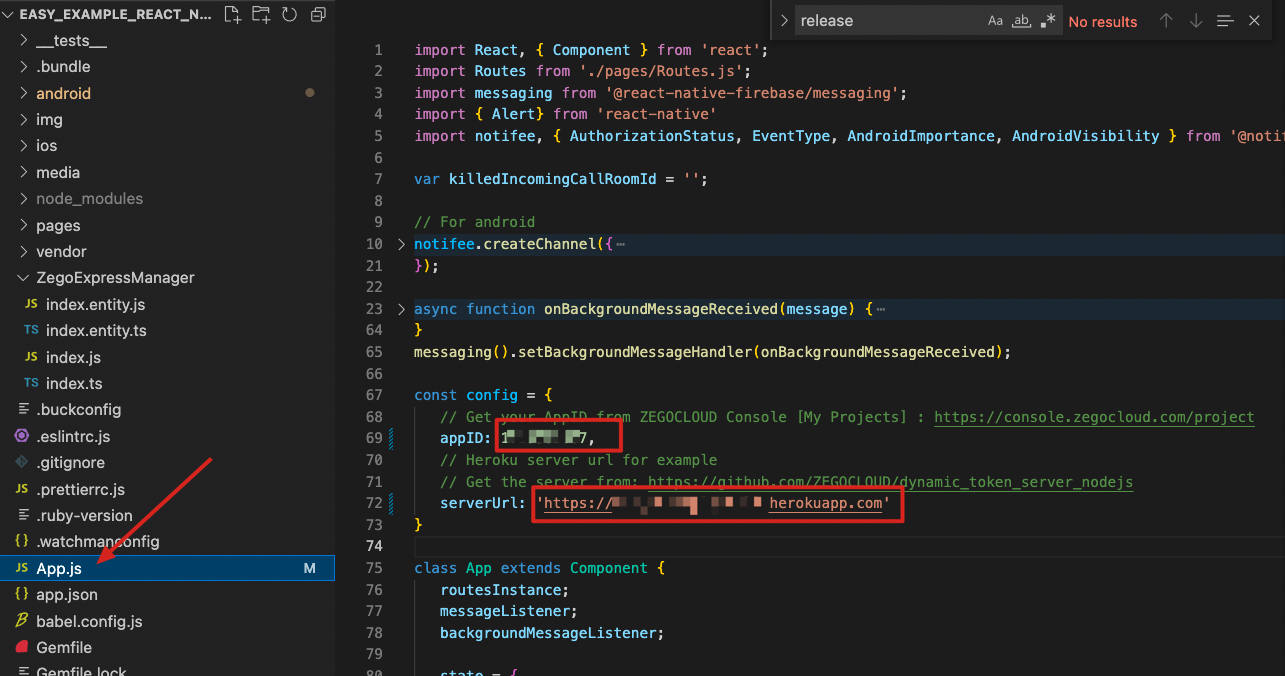 EASY_EXAMPLE_REACT_N...
__tests__
.bundle
android
img
ios
media
node_modules
pages
vendor
ZegoExpressManager
JS index.entity.js
TS index.entity.ts
JS index.js
TS index.ts
.buckconfig
.eslintrc.js
.gitignore
JS .prettierrc.js
.ruby-version
{} .watchmanconfig
JS App.js M
{} app.json
babel.config.js
Gemfile
Gemfile.lock
release Aa ab .* No results
1 import React, { Component } from 'react';
2 import Routes from './pages/Routes.js';
3 import messaging from '@react-native-firebase/messaging';
4 import { Alert} from 'react-native'
5 import notifee, { AuthorizationStatus, EventType, AndroidImportance, AndroidVisibility } from '@notif
6
7 var killedIncomingCallRoomId = '';
8
9 // For android
10 notifee.createChannel({…
21 });
22
23 async function onBackgroundMessageReceived(message) {…
64 }
65 messaging().setBackgroundMessageHandler(onBackgroundMessageReceived);
66
67 const config = {
68 // Get your AppID from ZEGOCLOUD Console [My Projects] : https://console.zegocloud.com/project
69 appID: 1 7,
70 // Heroku server url for example
71 // Get the server from: https://github.com/ZEGOCLOUD/dynamic_token_server_nodejs
72 serverUrl: 'https:// herokuapp.com'
73 }
74
75 class App extends Component {
76 routesInstance;
77 messageListener;
78 backgroundMessageListener;
79
80 state = {